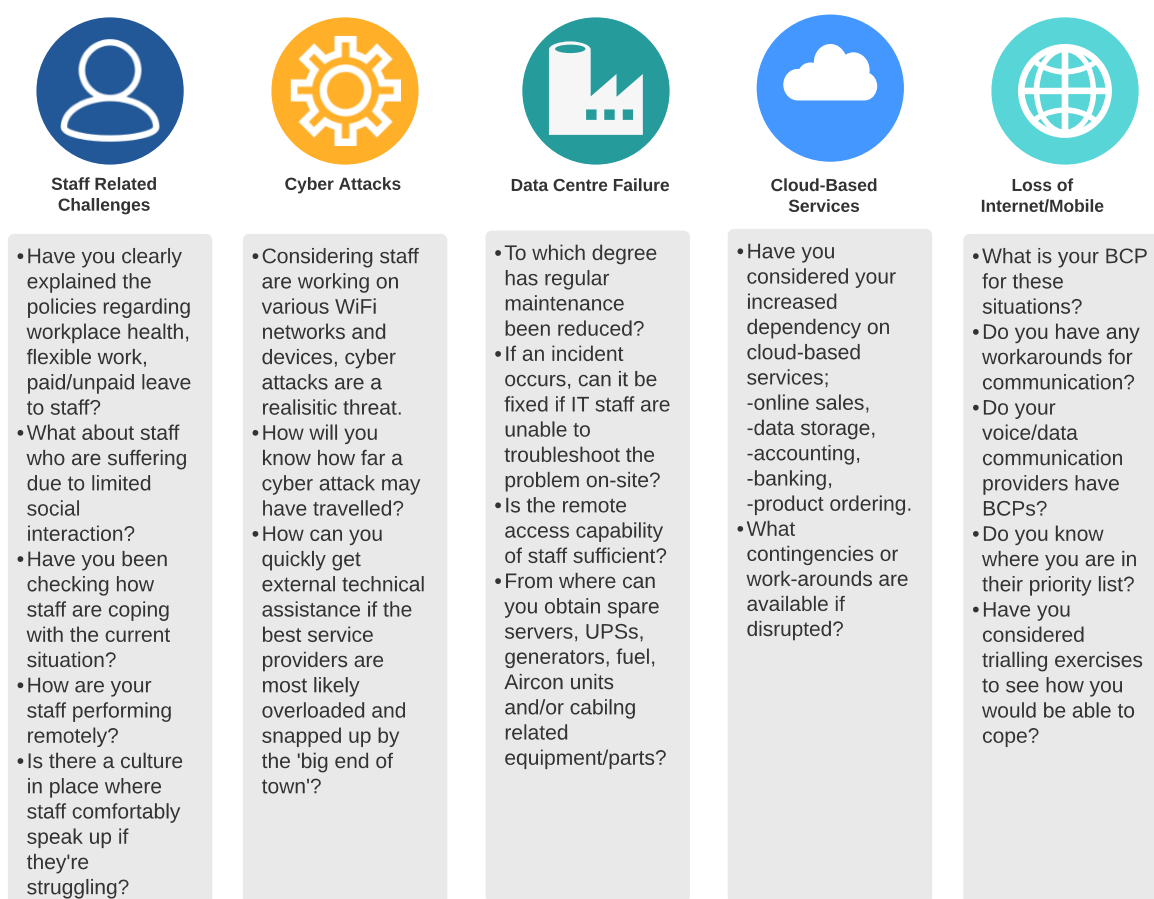 Staff Related
Challenges
•Have you clearly
explained the
policies regarding
workplace health,
flexible work,
paid/unpaid leave
to staff?
•What about staff
who are suffering
due to limited
social
interaction?
•Have you been
checking how
staff are coping
with the current
situation?
•How are your
staff performing
remotely?
•Is there a culture
in place where
staff comfortably
speak up if
they're
struggling?
Cyber Attacks
•Considering staff
are working on
various WiFi
networks and
devices, cyber
attacks are a
realisitic threat.
•How will you
know how far a
cyber attack may
have travelled?
•How can you
quickly get
external technical
assistance if the
best service
providers are
most likely
overloaded and
snapped up by
the 'big end of
town'?
Data Centre Failure
•To which degree
has regular
maintenance
been reduced?
•If an incident
occurs, can it be
fixed if IT staff are
unable to
troubleshoot the
problem on-site?
•Is the remote
access capability
of staff sufficient?
•From where can
you obtain spare
servers, UPSs,
generators, fuel,
Aircon units
and/or cabilng
related
equipment/parts?
Cloud-Based
Services
•Have you
considered your
increased
dependency on
cloud-based
services;
-online sales,
-data storage,
-accounting,
-banking,
-product ordering.
•What
contingencies or
work-arounds are
available if
disrupted?
Loss of
Internet/Mobile
•What is your BCP
for these
situations?
•Do you have any
workarounds for
communication?
•Do your
voice/data
communication
providers have
BCPs?
•Do you know
where you are in
their priority list?
•Have you
considered
trialling exercises
to see how you
would be able to
cope?